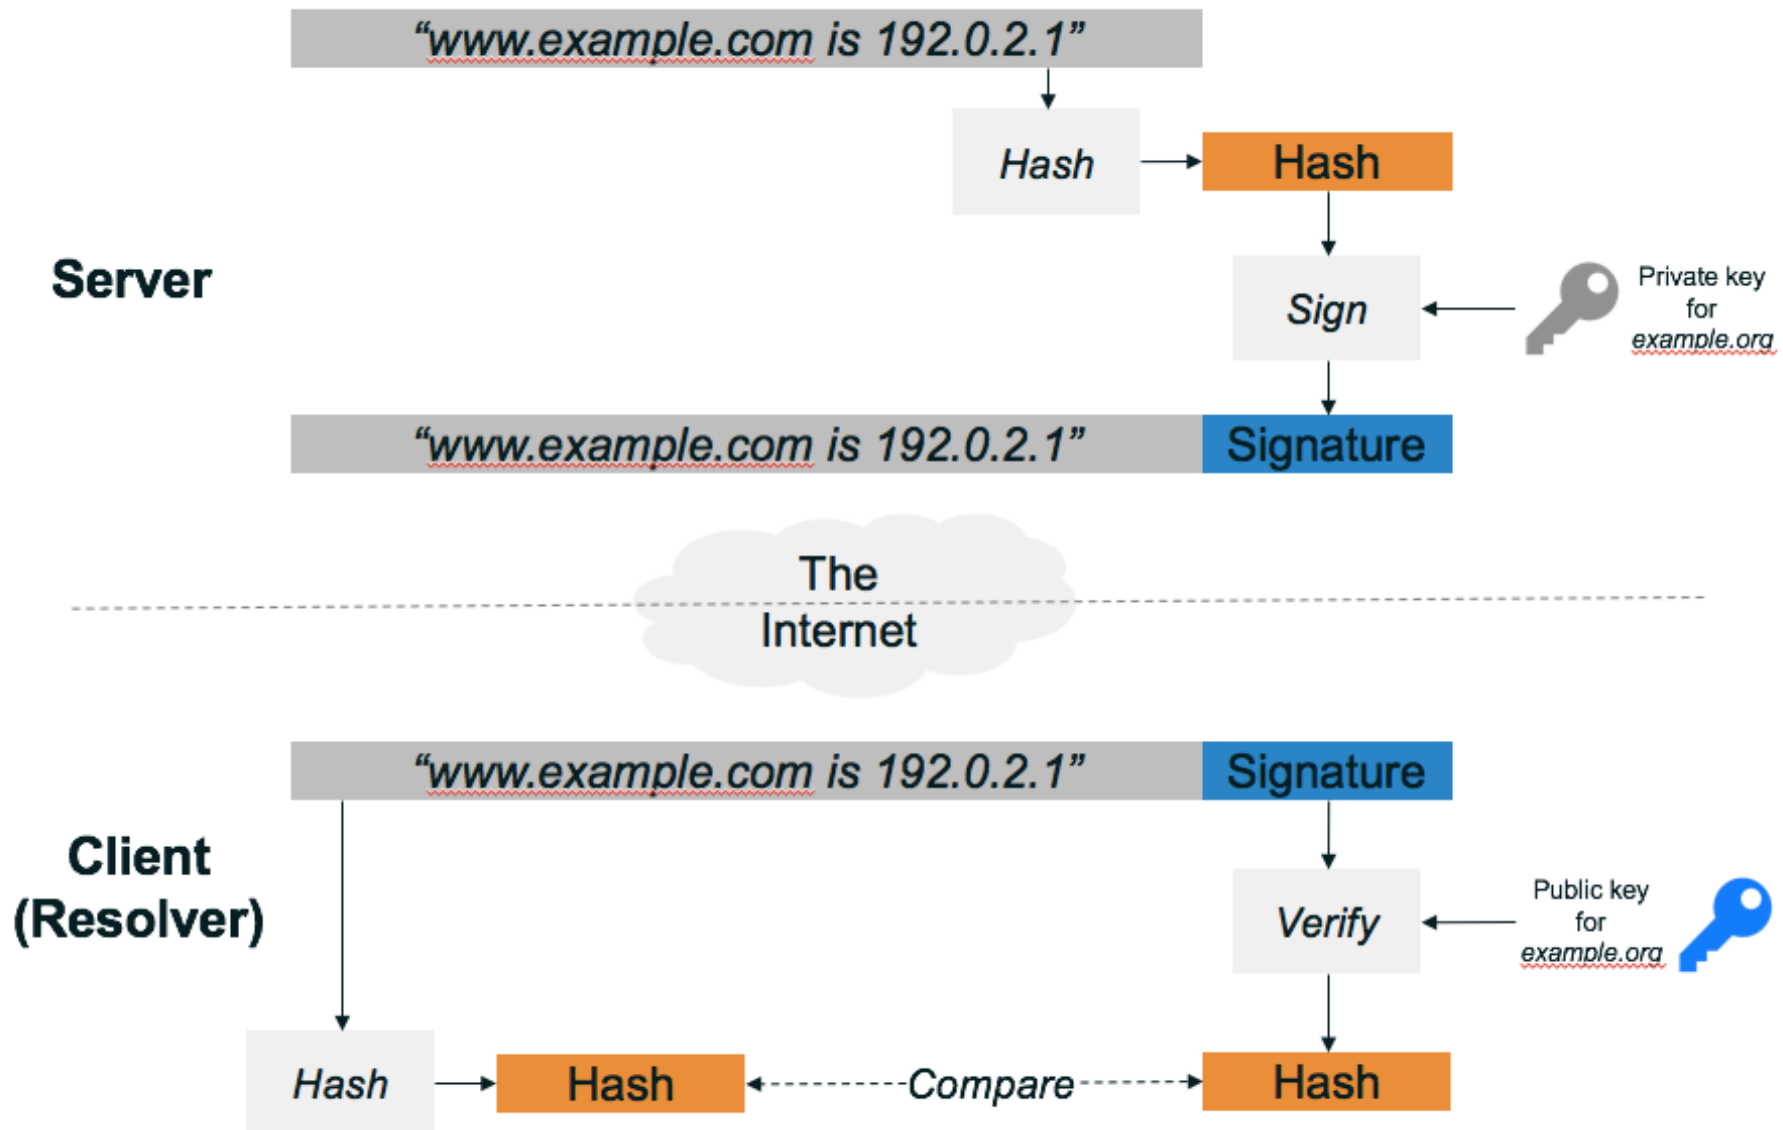 “www.example.com is 192.0.2.1”
Hash
Hash
Server
Sign
Private key
for
example.org
“www.example.com is 192.0.2.1”
Signature
The
Internet
“www.example.com is 192.0.2.1”
Signature
Client
(Resolver)
Verify
Public key
for
example.org
Hash
Hash
Compare
Hash